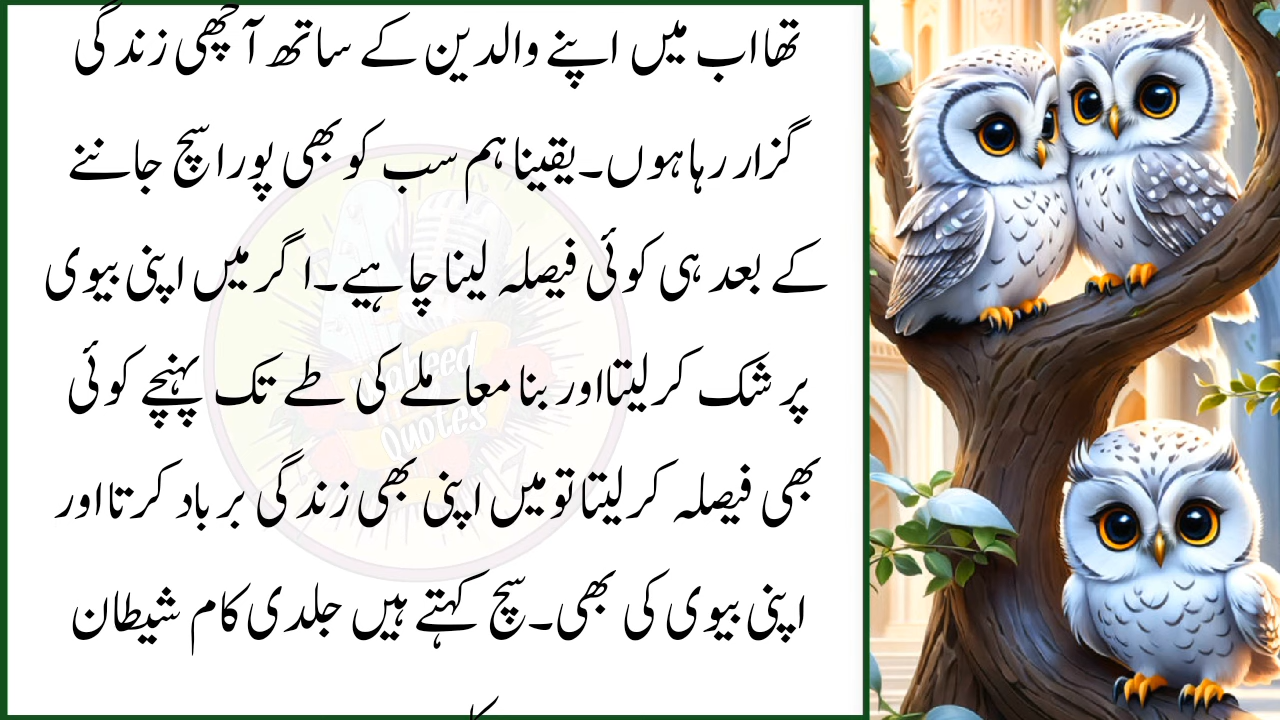 تھا اب میں اپنے والدین کے ساتھ اچھی زندگی
گزار رہا ہوں۔ یقینا ہم سب کو بھی پورا سچ جاننے
کے بعد ہی کوئی فیصلہ لینا چاہیے۔ اگر میں اپنی بیوی
پر شک کر لیتا اور بنا معاملے کی طے تک پہنچے کوئی
بھی فیصلہ کر لیتا تو میں اپنی بھی زندگی برباد کرتا اور
اپنی بیوی کی بھی۔ سچ کہتے ہیں جلدی کام شیطان
Quotes